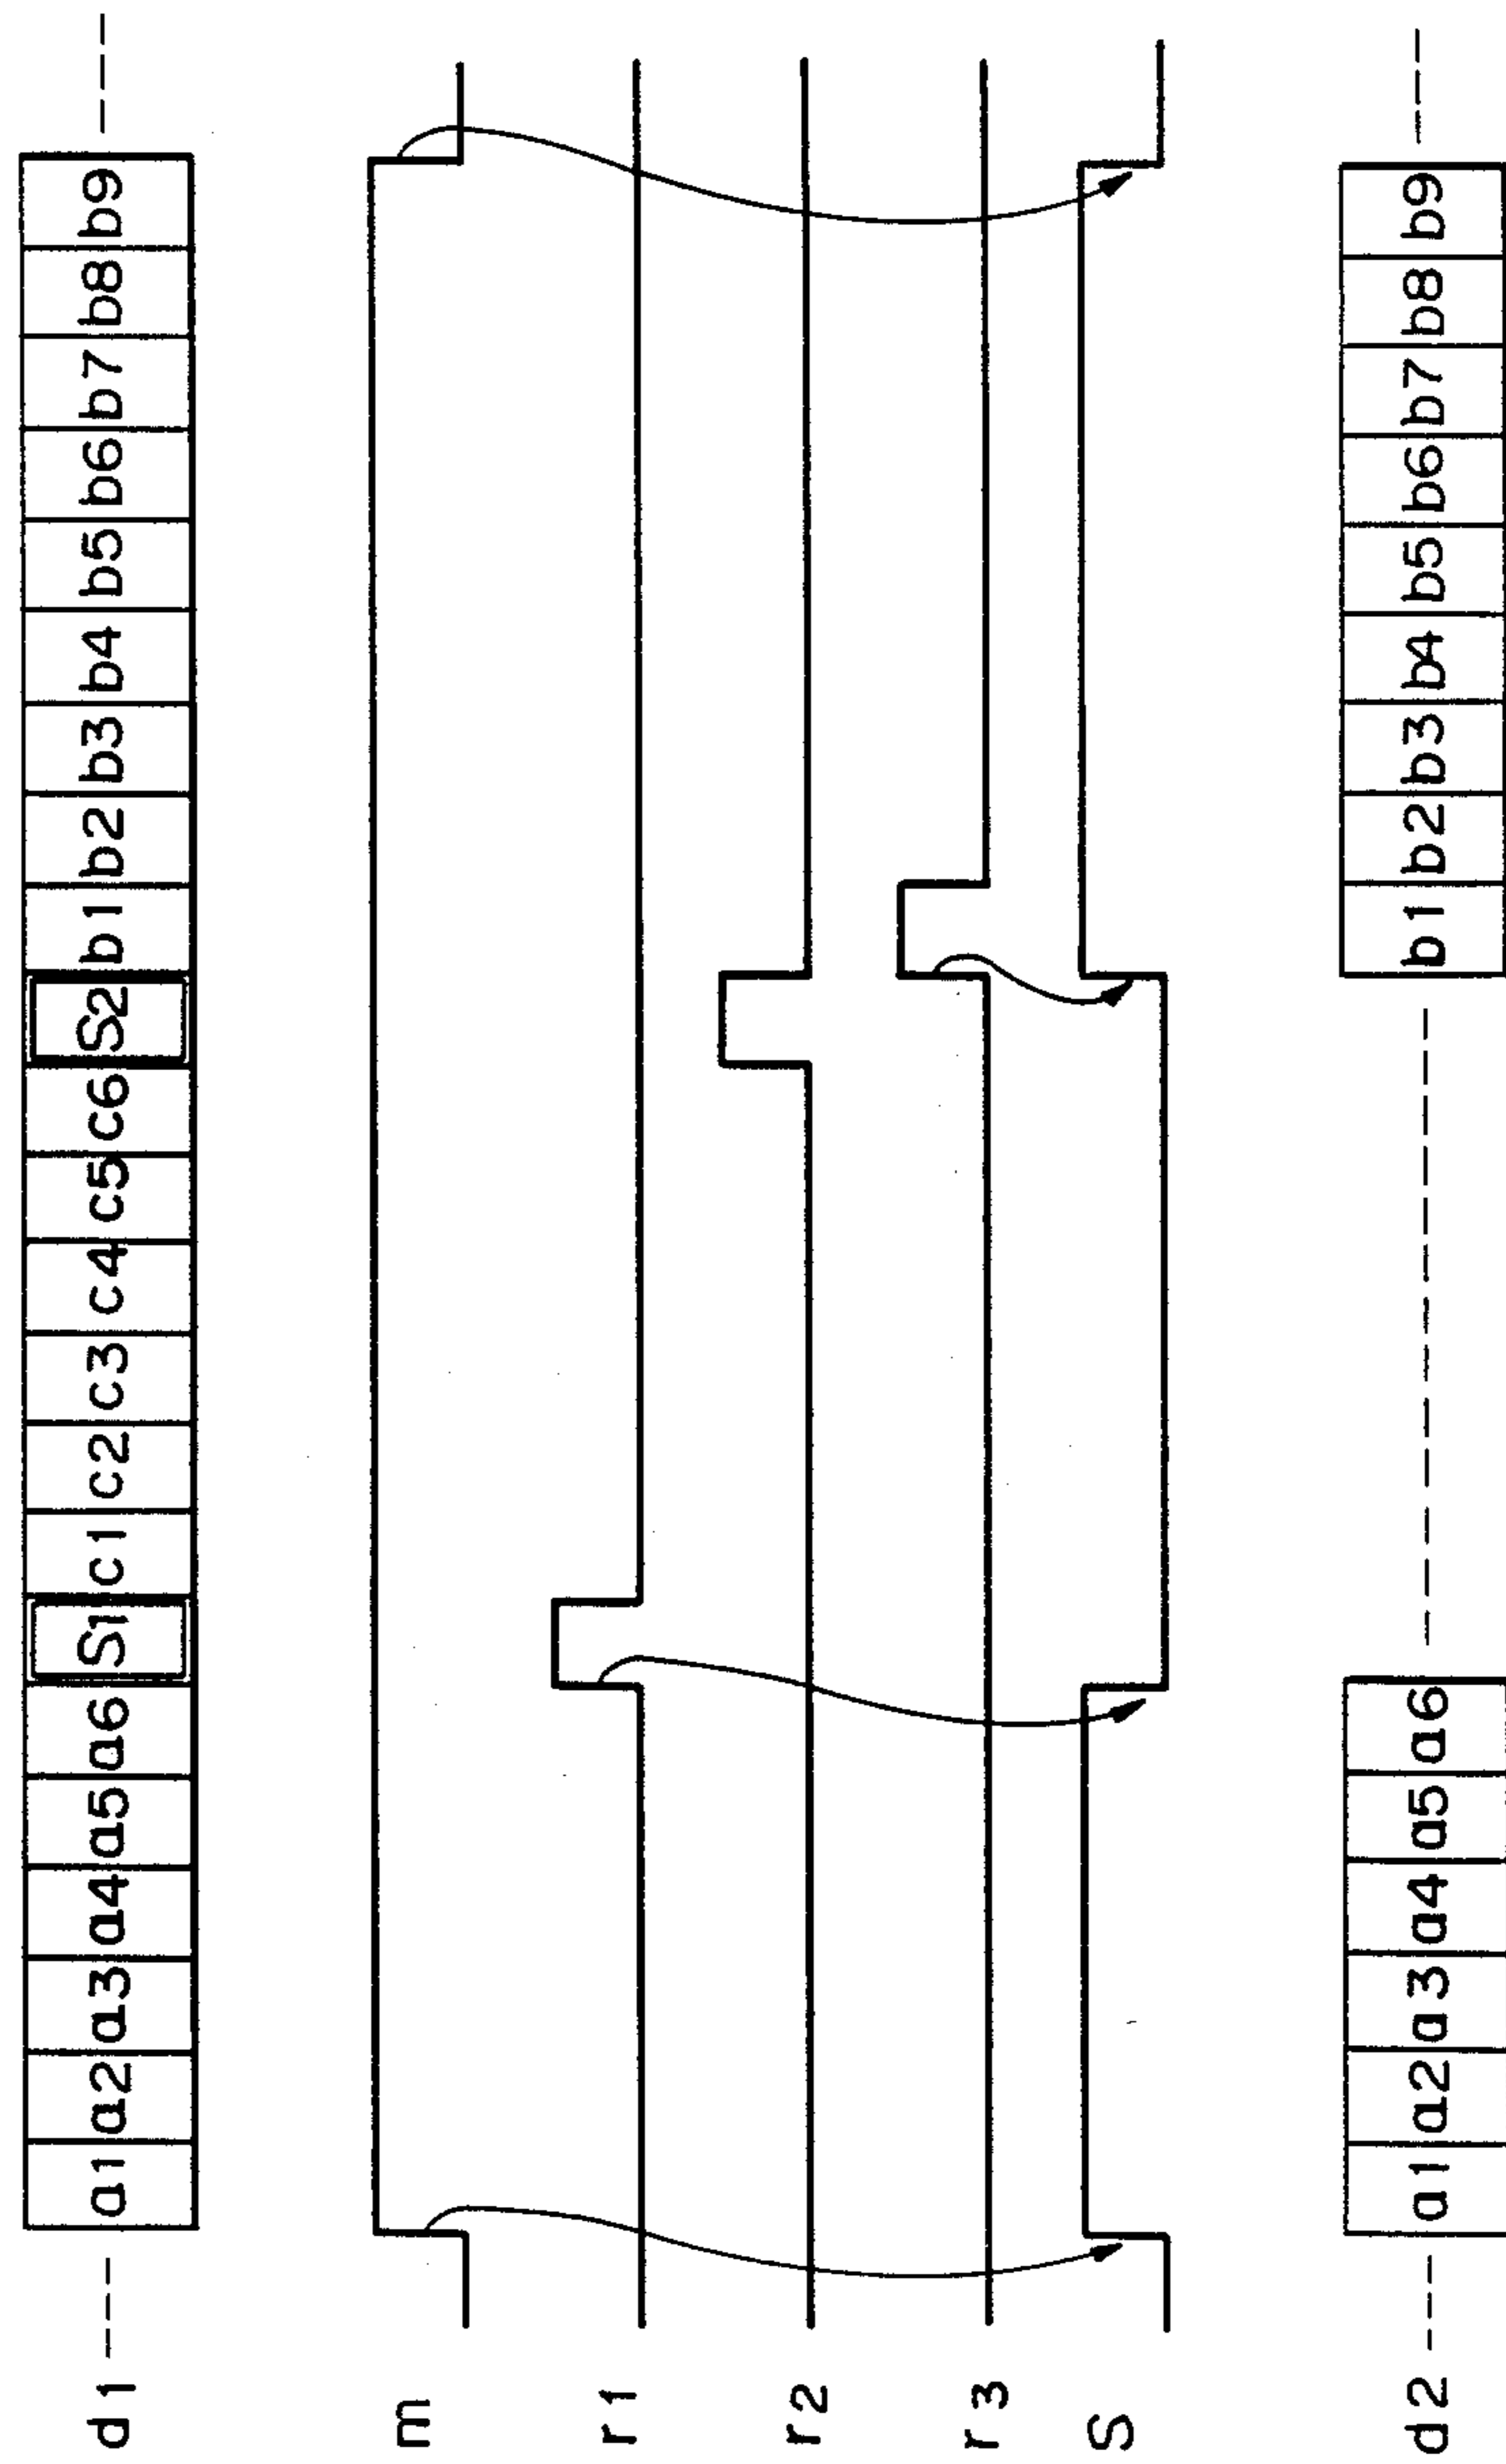 d1 ---- a1 a2 a3 a4 a5 a6 S1 c1 c2 c3 c4 c5 c6 S2 b1 b2 b3 b4 b5 b6 b7 b8 b9 ----
m
r1
r2
r3
S
d2 ---- a1 a2 a3 a4 a5 a6 ---- b1 b2 b3 b4 b5 b6 b7 b8 b9 ----